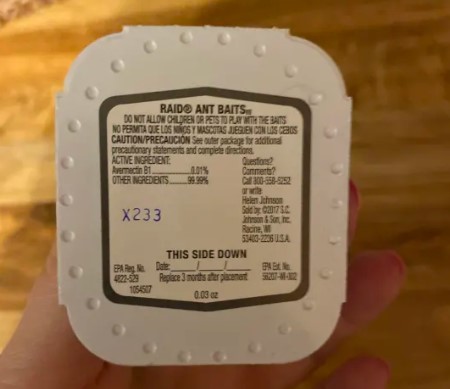 RAID® ANT BAITS
DO NOT ALLOW CHILDREN OR PETS TO PLAY WITH THE BAITS
NO PERMITA QUE LOS NIÑOS Y MASCOTAS JUEGUEN CON LOS CEBOS
CAUTION/PRECAUCIÓN See outer package for additional
precautionary statements and complete directions.
ACTIVE INGREDIENT:
Avermectin B1..........0.01%
OTHER INGREDIENTS..........99.99%
Questions?
Comments?
Call 800-558-5252
or write
Helen Johnson
Sold by: ©2017 S.C.
Johnson & Son, Inc.
Racine, WI
53403-2236 U.S.A.
X233
THIS SIDE DOWN
EPA Reg. No.
4822-529
1054507
Date:____/____/____
Replace 3 months after placement
0.03 oz
EPA Est. No.